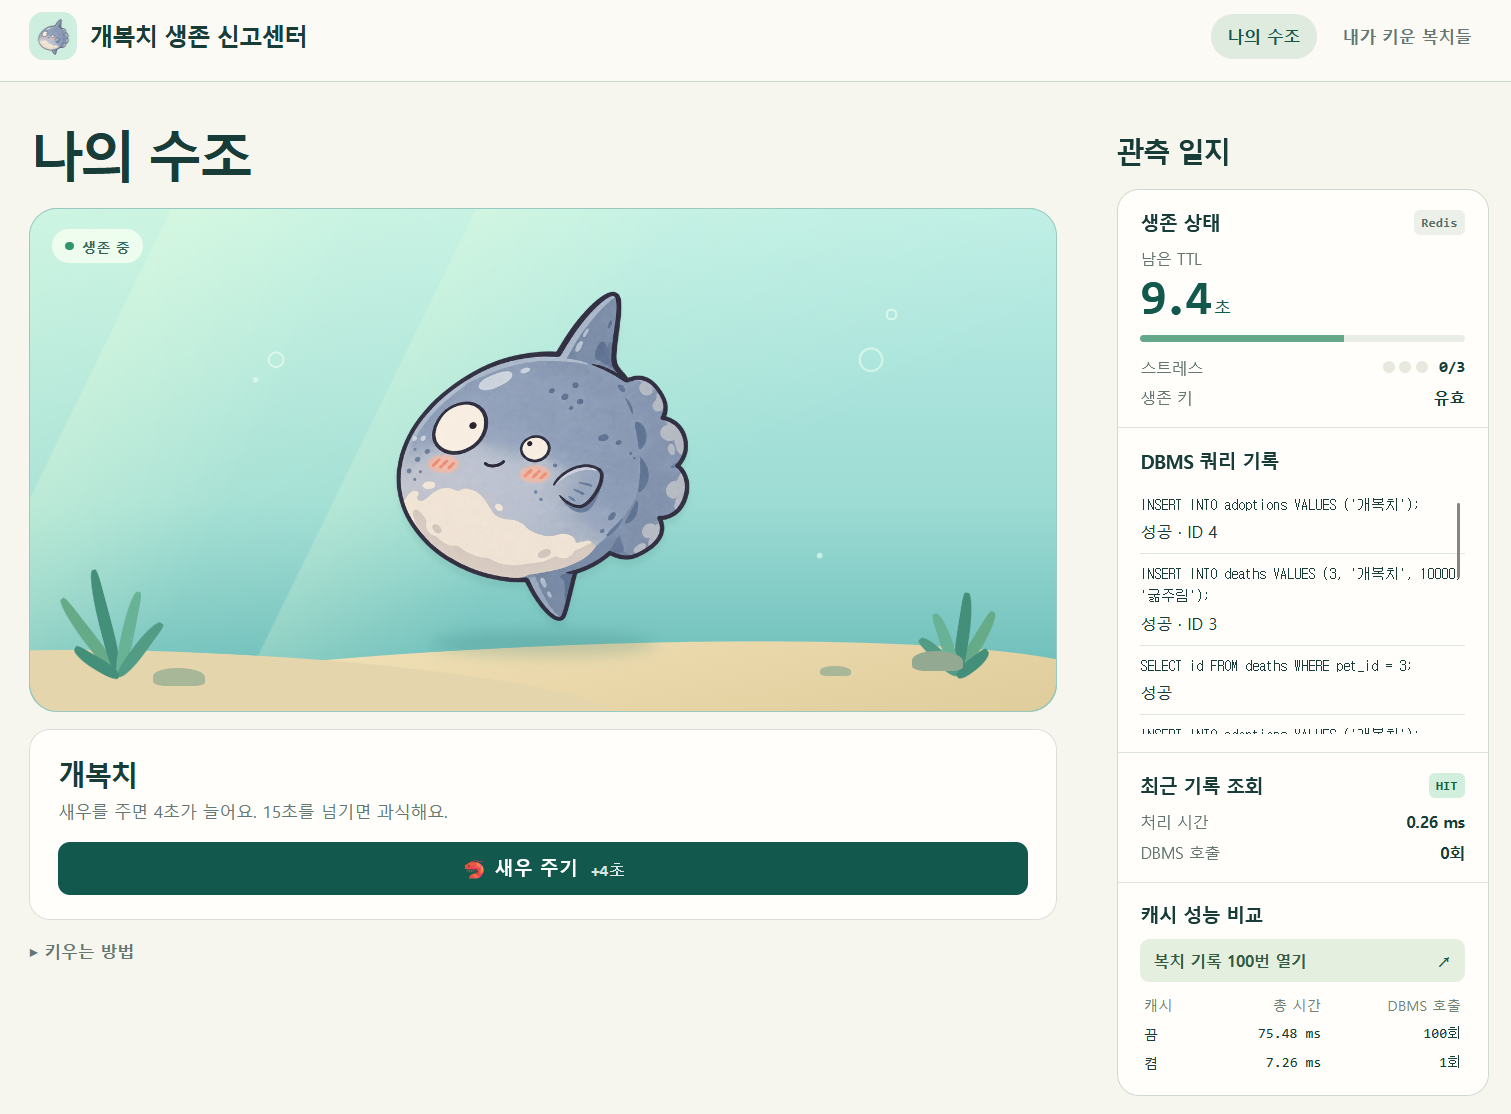 개복치 생존 신고센터
나의 수조
내가 키운 복치들
나의 수조
생존 중
개복치
새우를 주면 4초가 늘어요. 15초를 넘기면 과식해요.
새우 주기 +4초
▸ 키우는 방법
관측 일지
생존 상태
Redis
남은 TTL
9.4초
스트레스
0/3
생존 키
유효
DBMS 쿼리 기록
INSERT INTO adoptions VALUES ('개복치');
성공 · ID 4
INSERT INTO deaths VALUES (3, '개복치', 10000,
'굶주림');
성공 · ID 3
SELECT id FROM deaths WHERE pet_id = 3;
성공
INSERT INTO adoptions VALUES ('개복치');
최근 기록 조회
HIT
처리 시간
0.26 ms
DBMS 호출
0회
캐시 성능 비교
복치 기록 100번 열기 ↗
캐시 총 시간 DBMS 호출
끔 75.48 ms 100회
켬 7.26 ms 1회